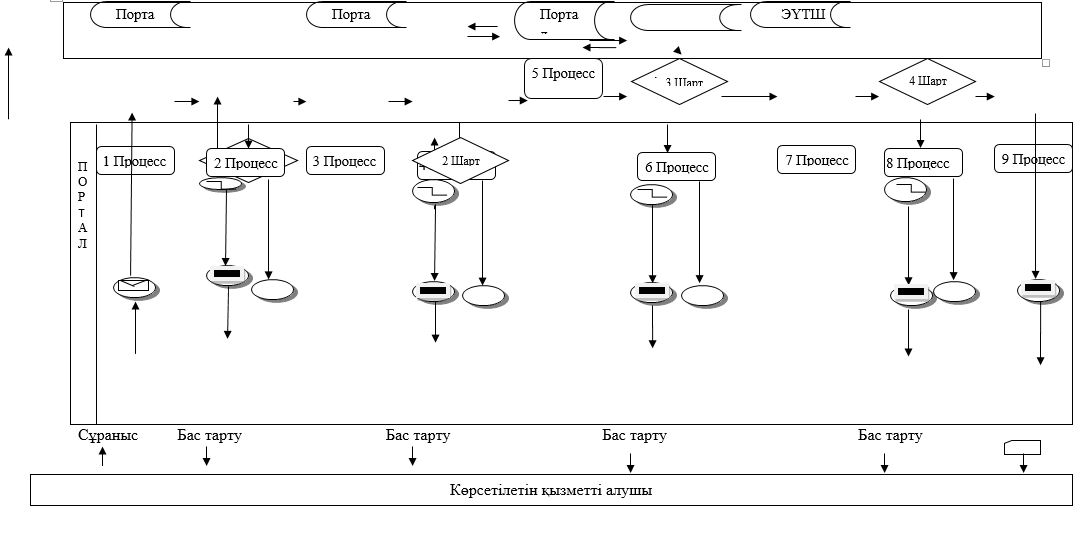 Порта
Порта
Порта
ЭҮТШ
5 Процесс
3 Шарт
4 Шарт
ПОРТАЛ
1 Процесс
2 Процесс
3 Процесс
2 Шарт
6 Процесс
7 Процесс
8 Процесс
9 Процесс
Сұраныс
Бас тарту
Бас тарту
Бас тарту
Бас тарту
Көрсетілетін қызметті алушы